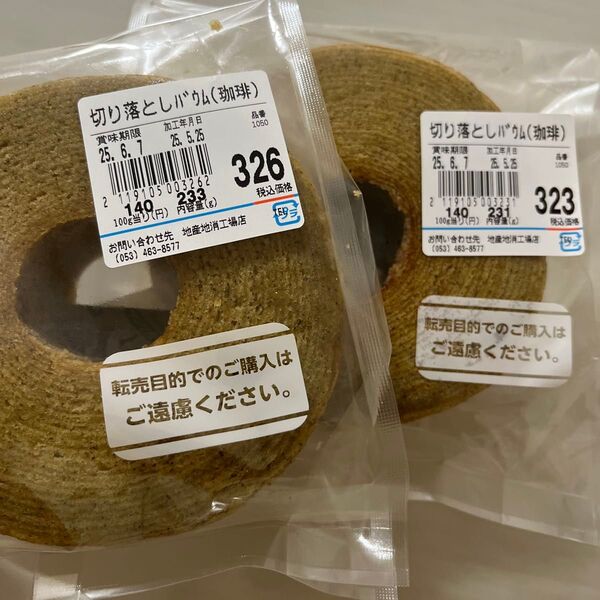 切り落としバウム(珈琲)
賞味期限 加工年月日 品番
25.6.7 25.5.25 1050
2 119105 003262
326
140 233 税込価格
100g当り(円) 内容量(g)
プラ
お問い合わせ先 地産地消工場店
(053) 463-8577
転売目的でのご購入は
ご遠慮ください。
切り落としバウム(珈琲)
賞味期限 加工年月日 品番
25.6.7 25.5.25 1050
2 119105 003231
323
140 231 税込価格
100g当り(円) 内容量(g)
プラ
お問い合わせ先 地産地消工場店
(053) 463-8577
転売目的でのご購入は
ご遠慮ください。